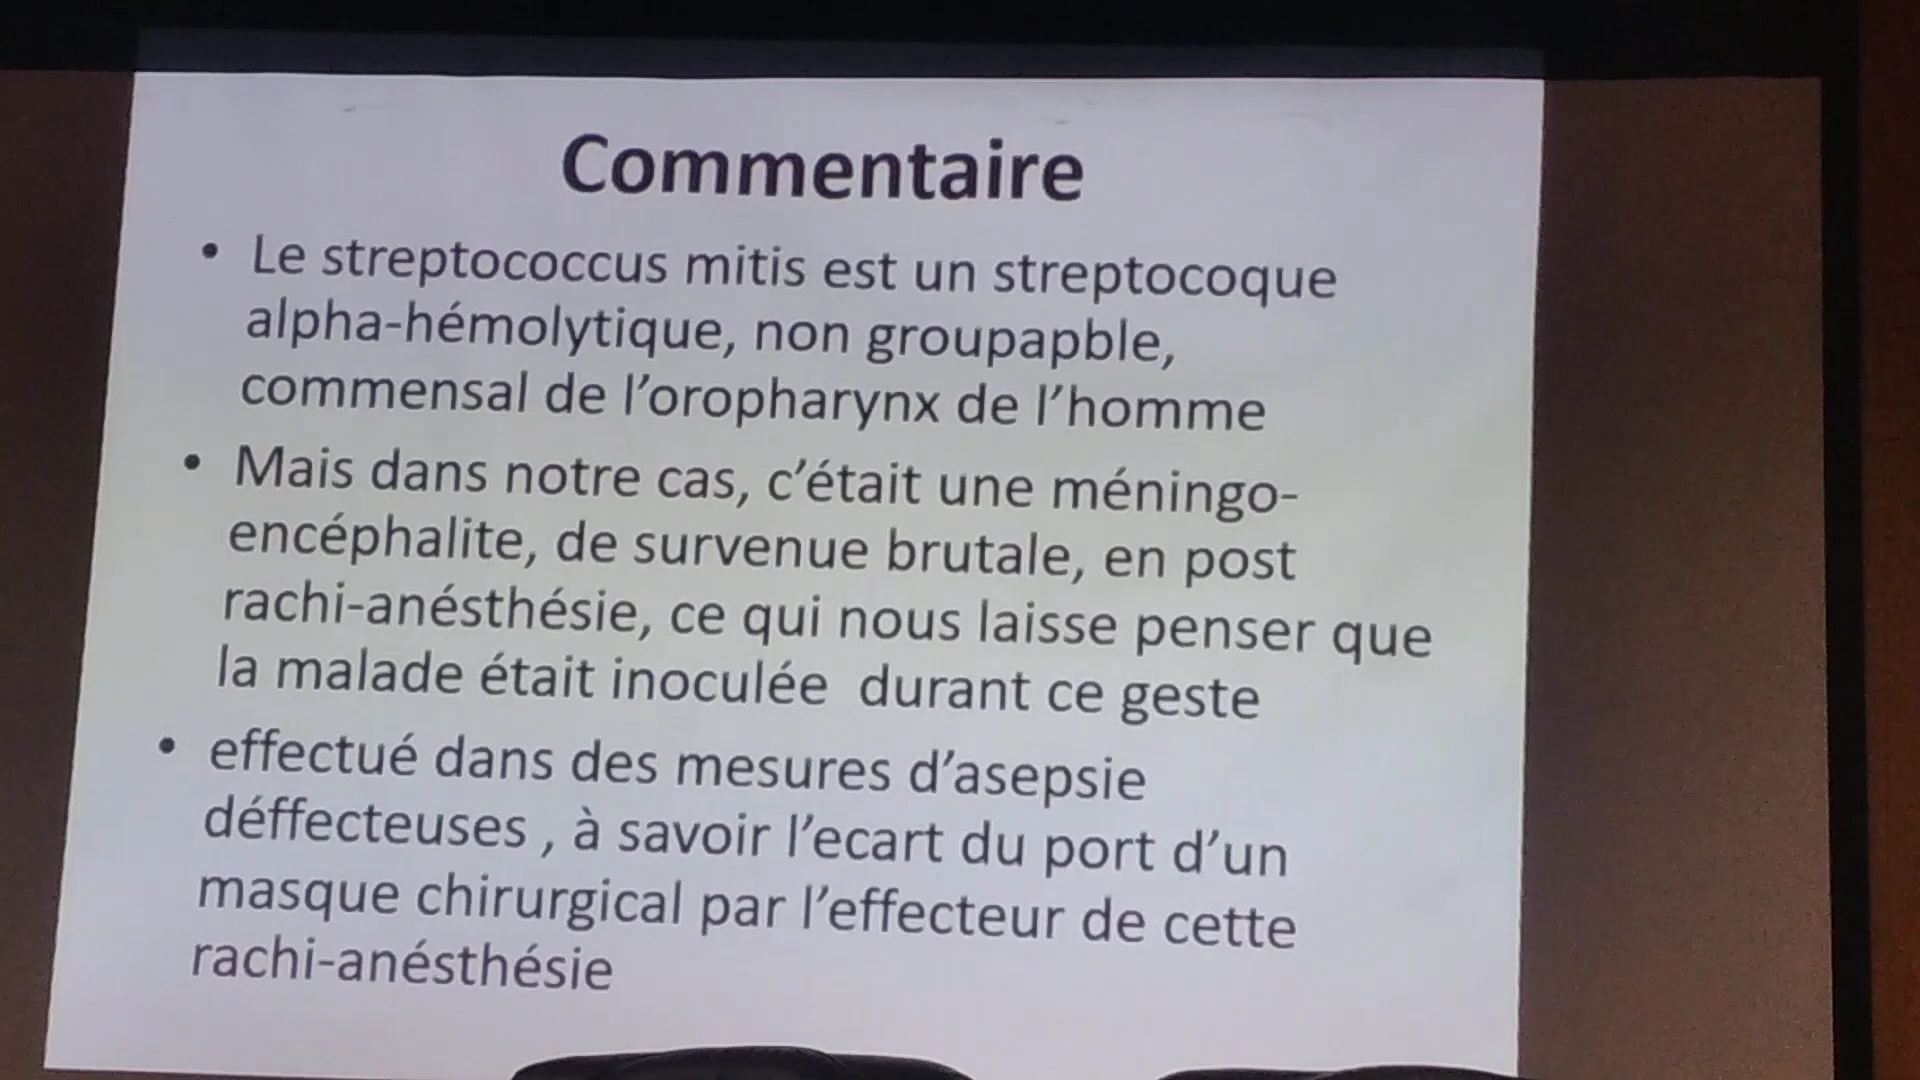 Commentaire
• Le streptococcus mitis est un streptocoque
alpha-hémolytique, non groupapble,
commensal de l'oropharynx de l'homme
• Mais dans notre cas, c'était une méningo-
encéphalite, de survenue brutale, en post
rachi-anésthésie, ce qui nous laisse penser que
la malade était inoculée  durant ce geste
• effectué dans des mesures d'asepsie
déffecteuses , à savoir l'ecart du port d'un
masque chirurgical par l'effecteur de cette
rachi-anésthésie